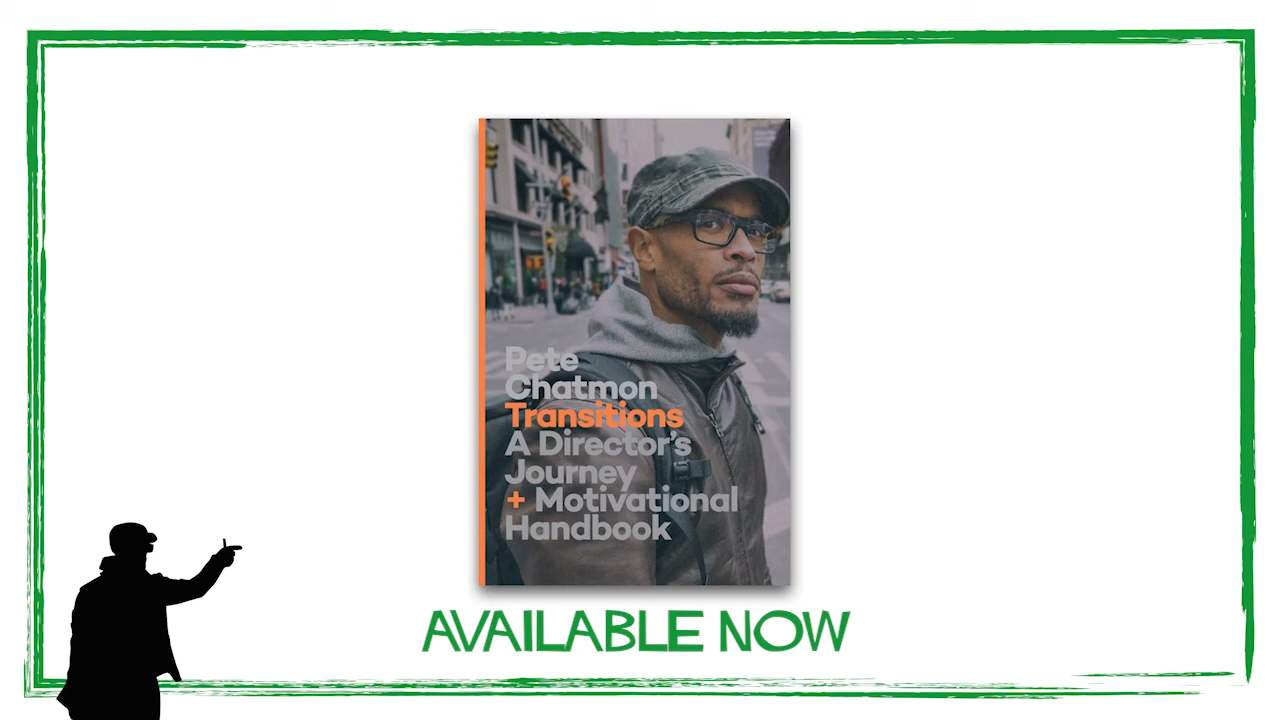 Pete
Chatmon
Transitions
A Director's
Journey
+ Motivational
Handbook
AVAILABLE NOW